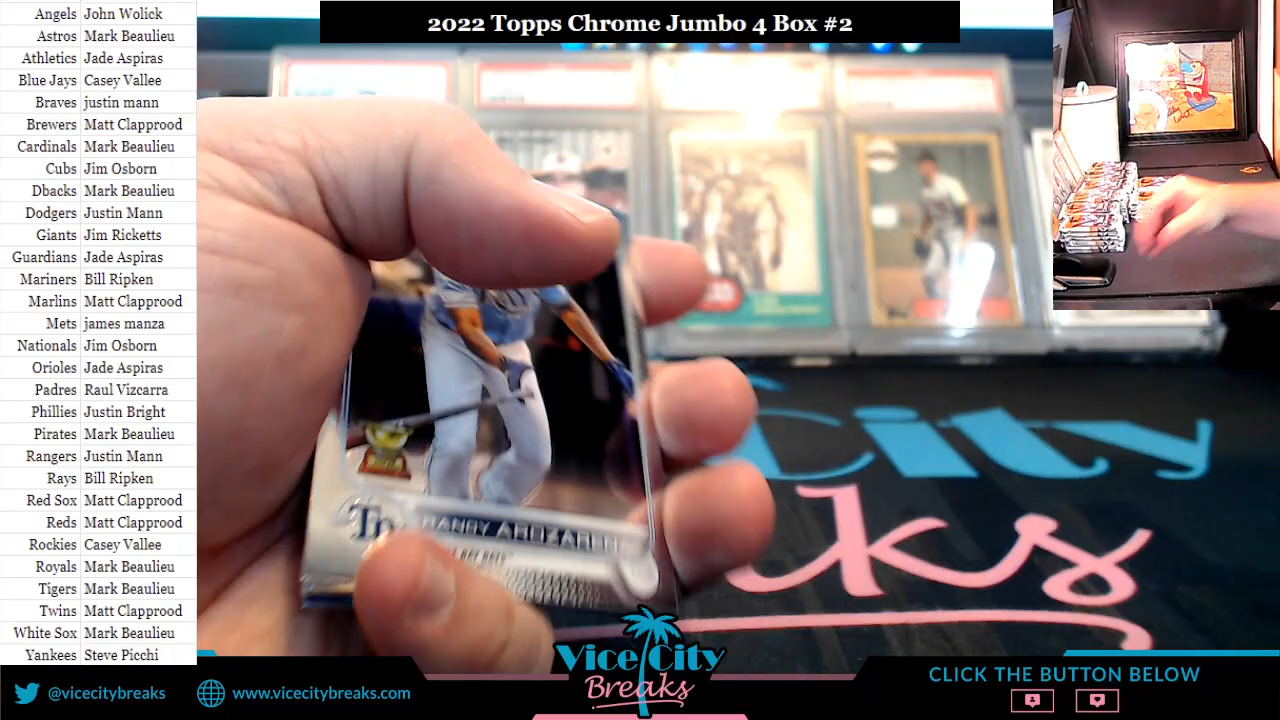 2022 Topps Chrome Jumbo 4 Box #2
Angels John Wolick
Astros Mark Beaulieu
Athletics Jade Aspiras
Blue Jays Casey Vallee
Braves justin mann
Brewers Matt Clapprood
Cardinals Mark Beaulieu
Cubs Jim Osborn
Dbacks Mark Beaulieu
Dodgers Justin Mann
Giants Jim Ricketts
Guardians Jade Aspiras
Mariners Bill Ripken
Marlins Matt Clapprood
Mets james manza
Nationals Jim Osborn
Orioles Jade Aspiras
Padres Raul Vizcarra
Phillies Justin Bright
Pirates Mark Beaulieu
Rangers Justin Mann
Rays Bill Ripken
Red Sox Matt Clapprood
Reds Matt Clapprood
Rockies Casey Vallee
Royals Mark Beaulieu
Tigers Mark Beaulieu
Twins Matt Clapprood
White Sox Mark Beaulieu
Yankees Steve Picchi
City
ks
@vicecitybreaks
www.vicecitybreaks.com
Vice City
Breaks
CLICK THE BUTTON BELOW